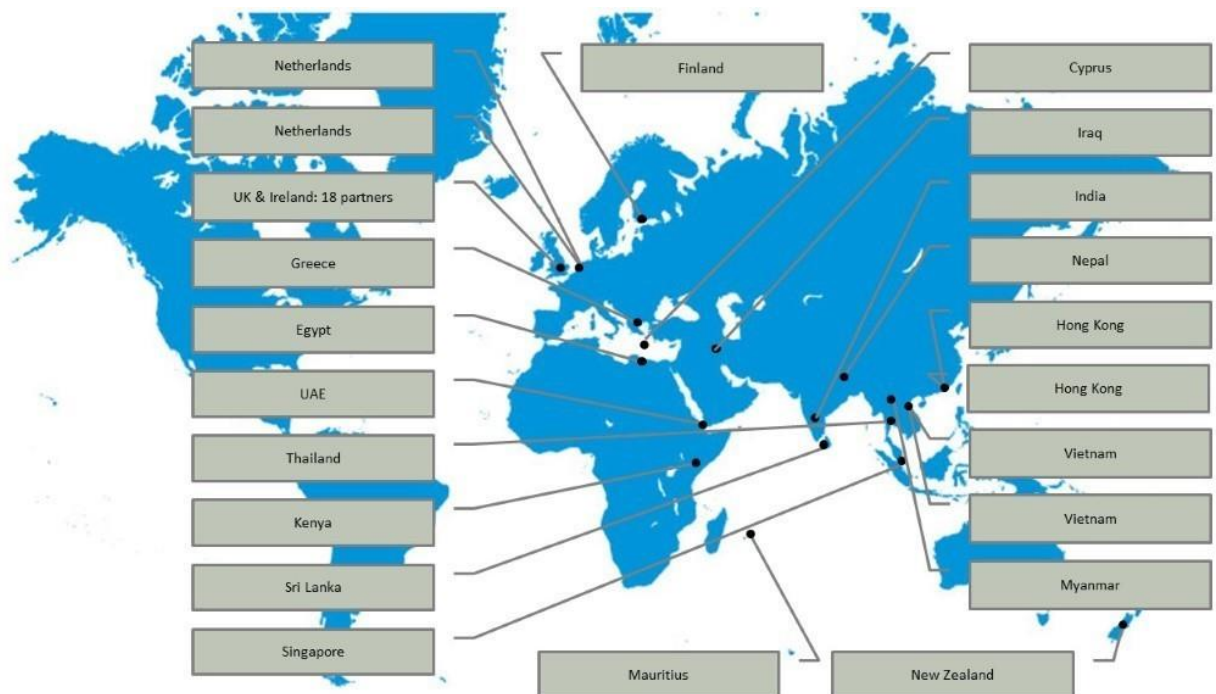 Netherlands
Netherlands
UK & Ireland: 18 partners
Greece
Egypt
UAE
Thailand
Kenya
Sri Lanka
Singapore
Finland
Mauritius
New Zealand
Cyprus
Iraq
India
Nepal
Hong Kong
Hong Kong
Vietnam
Vietnam
Myanmar